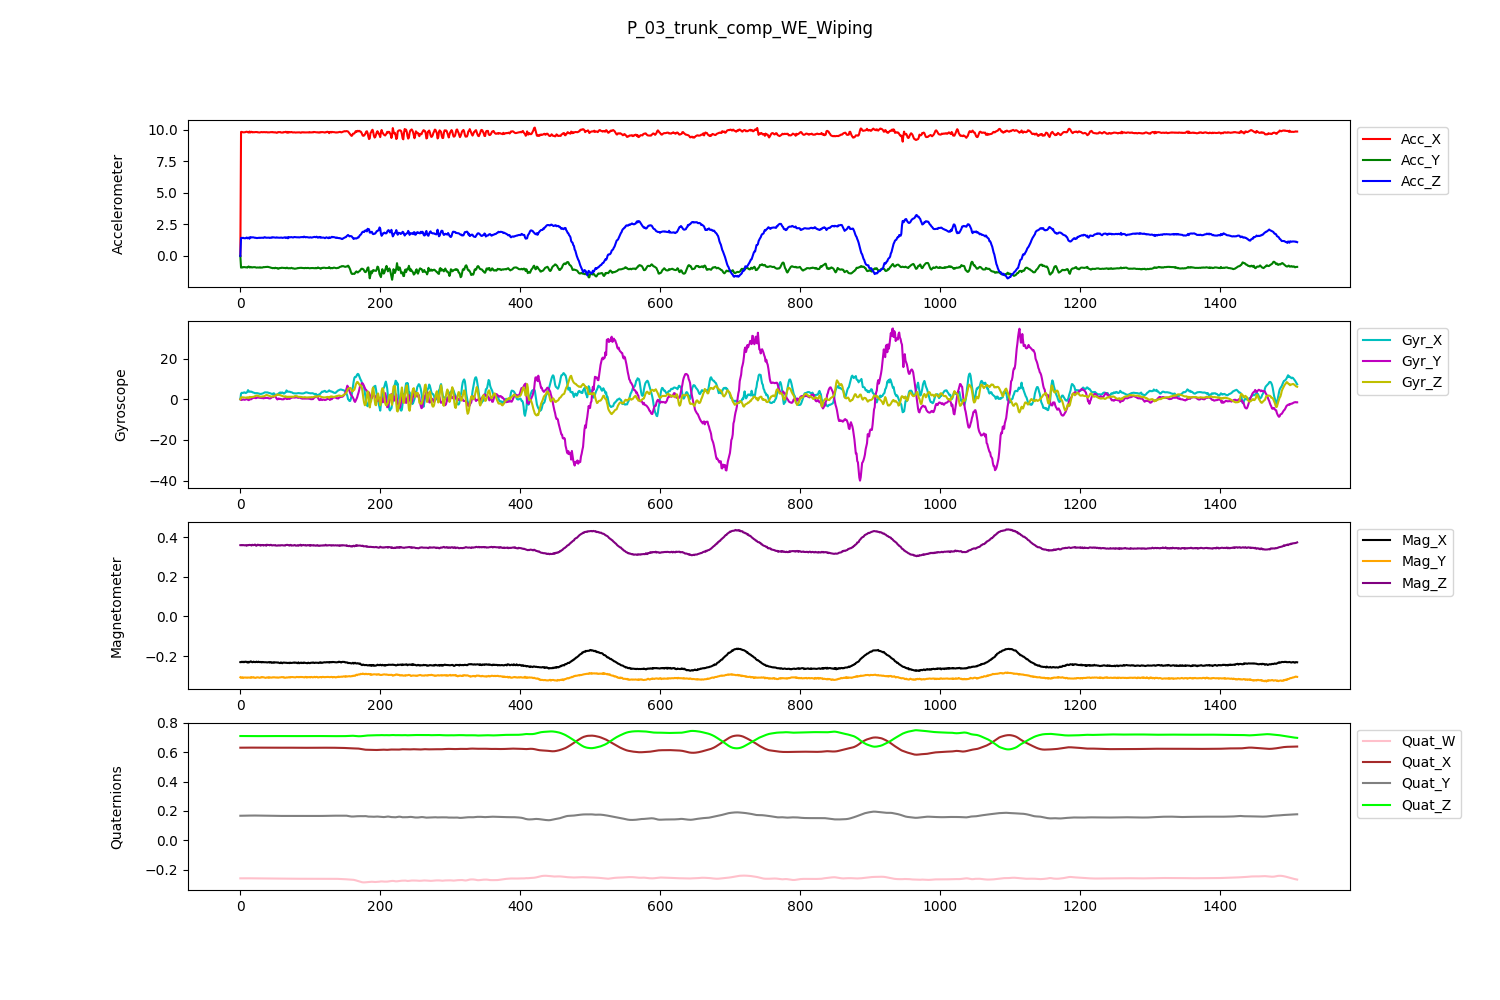 P_03_trunk_comp_WE_Wiping
Accelerometer
10.0
7.5
5.0
2.5
0.0
0 200 400 600 800 1000 1200 1400
Acc_X
Acc_Y
Acc_Z
Gyroscope
20
0
−20
−40
0 200 400 600 800 1000 1200 1400
Gyr_X
Gyr_Y
Gyr_Z
Magnetometer
0.4
0.2
0.0
−0.2
0 200 400 600 800 1000 1200 1400
Mag_X
Mag_Y
Mag_Z
Quaternions
0.8
0.6
0.4
0.2
0.0
−0.2
0 200 400 600 800 1000 1200 1400
Quat_W
Quat_X
Quat_Y
Quat_Z